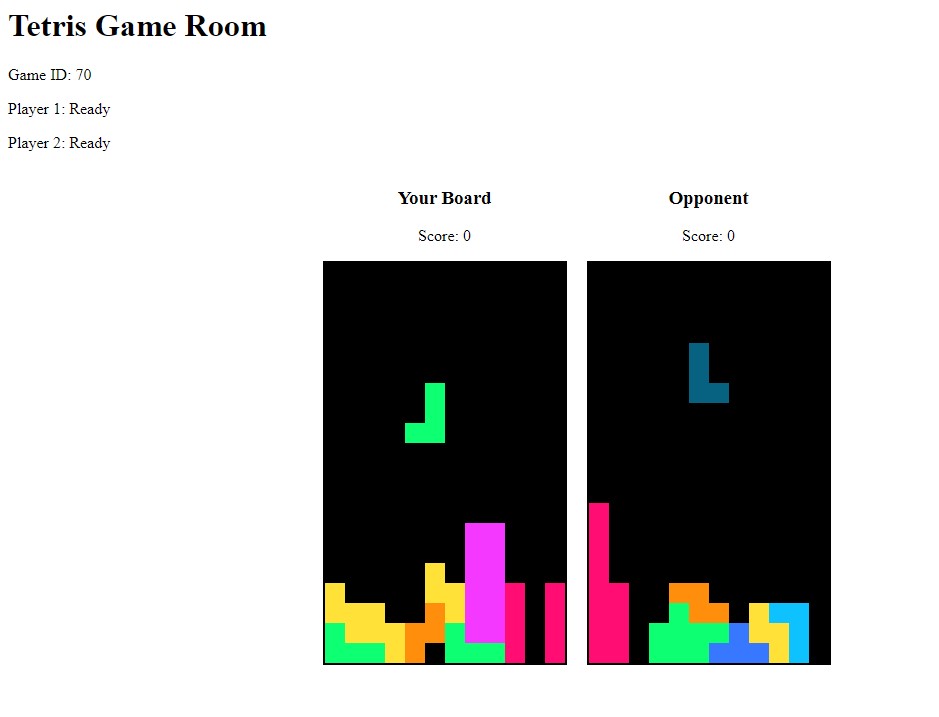 Tetris Game Room
Game ID: 70
Player 1: Ready
Player 2: Ready
Your Board
Opponent
Score: 0
Score: 0